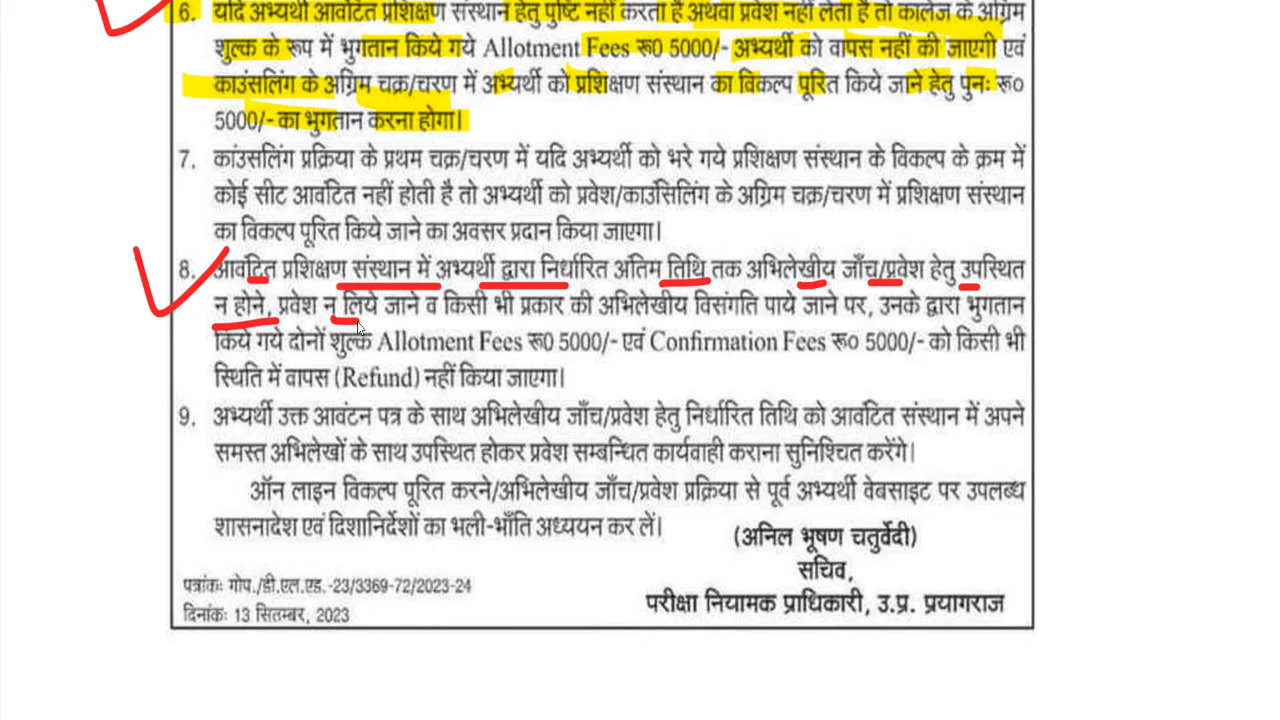 6. यदि अभ्यर्थी आवंटित प्रशिक्षण संस्थान हेतु पुष्टि नहीं करता है अथवा प्रवेश नहीं लेता है तो कालेज के अग्रिम
शुल्क के रूप में भुगतान किये गये Allotment Fees रू0 5000/- अभ्यर्थी को वापस नहीं की जाएगी एवं
काउंसलिंग के अग्रिम चक्र/चरण में अभ्यर्थी को प्रशिक्षण संस्थान का विकल्प पूरित किये जाने हेतु पुनः रू०
5000/- का भुगतान करना होगा।
7. कांउसलिंग प्रक्रिया के प्रथम चक्र/चरण में यदि अभ्यर्थी को भरे गये प्रशिक्षण संस्थान के विकल्प के क्रम में
कोई सीट आवंटित नहीं होती है तो अभ्यर्थी को प्रवेश/काउंसिलिंग के अग्रिम चक्र/चरण में प्रशिक्षण संस्थान
का विकल्प पूरित किये जाने का अवसर प्रदान किया जाएगा।
8. आवंटित प्रशिक्षण संस्थान में अभ्यर्थी द्वारा निर्धारित अंतिम तिथि तक अभिलेखीय जाँच/प्रवेश हेतु उपस्थित
न होने, प्रवेश न लिये जाने व किसी भी प्रकार की अभिलेखीय विसंगति पाये जाने पर, उनके द्वारा भुगतान
किये गये दोनों शुल्क Allotment Fees रू0 5000/- एवं Confirmation Fees रू० 5000/- को किसी भी
स्थिति में वापस (Refund) नहीं किया जाएगा।
9. अभ्यर्थी उक्त आवंटन पत्र के साथ अभिलेखीय जाँच/प्रवेश हेतु निर्धारित तिथि को आवंटित संस्थान में अपने
समस्त अभिलेखों के साथ उपस्थित होकर प्रवेश सम्बन्धित कार्यवाही कराना सुनिश्चित करेंगे।
ऑन लाइन विकल्प पूरित करने/अभिलेखीय जाँच/प्रवेश प्रक्रिया से पूर्व अभ्यर्थी वेबसाइट पर उपलब्ध
शासनादेश एवं दिशानिर्देशों का भली-भाँति अध्ययन कर लें।
(अनिल भूषण चतुर्वेदी)
सचिव,
परीक्षा नियामक प्राधिकारी, उ.प्र. प्रयागराज
पत्रांकः गोप./डी.एल.एड.-23/3369-72/2023-24
दिनांकः 13 सितम्बर, 2023